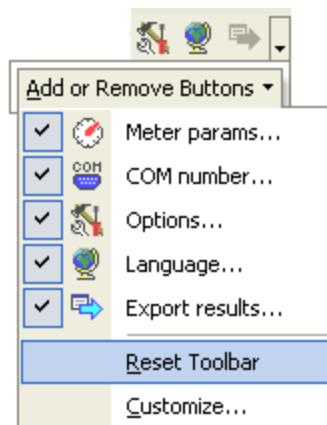 Add or Remove Buttons
Meter params...
COM
COM number...
Options...
Language...
Export results...
Reset Toolbar
Customize...